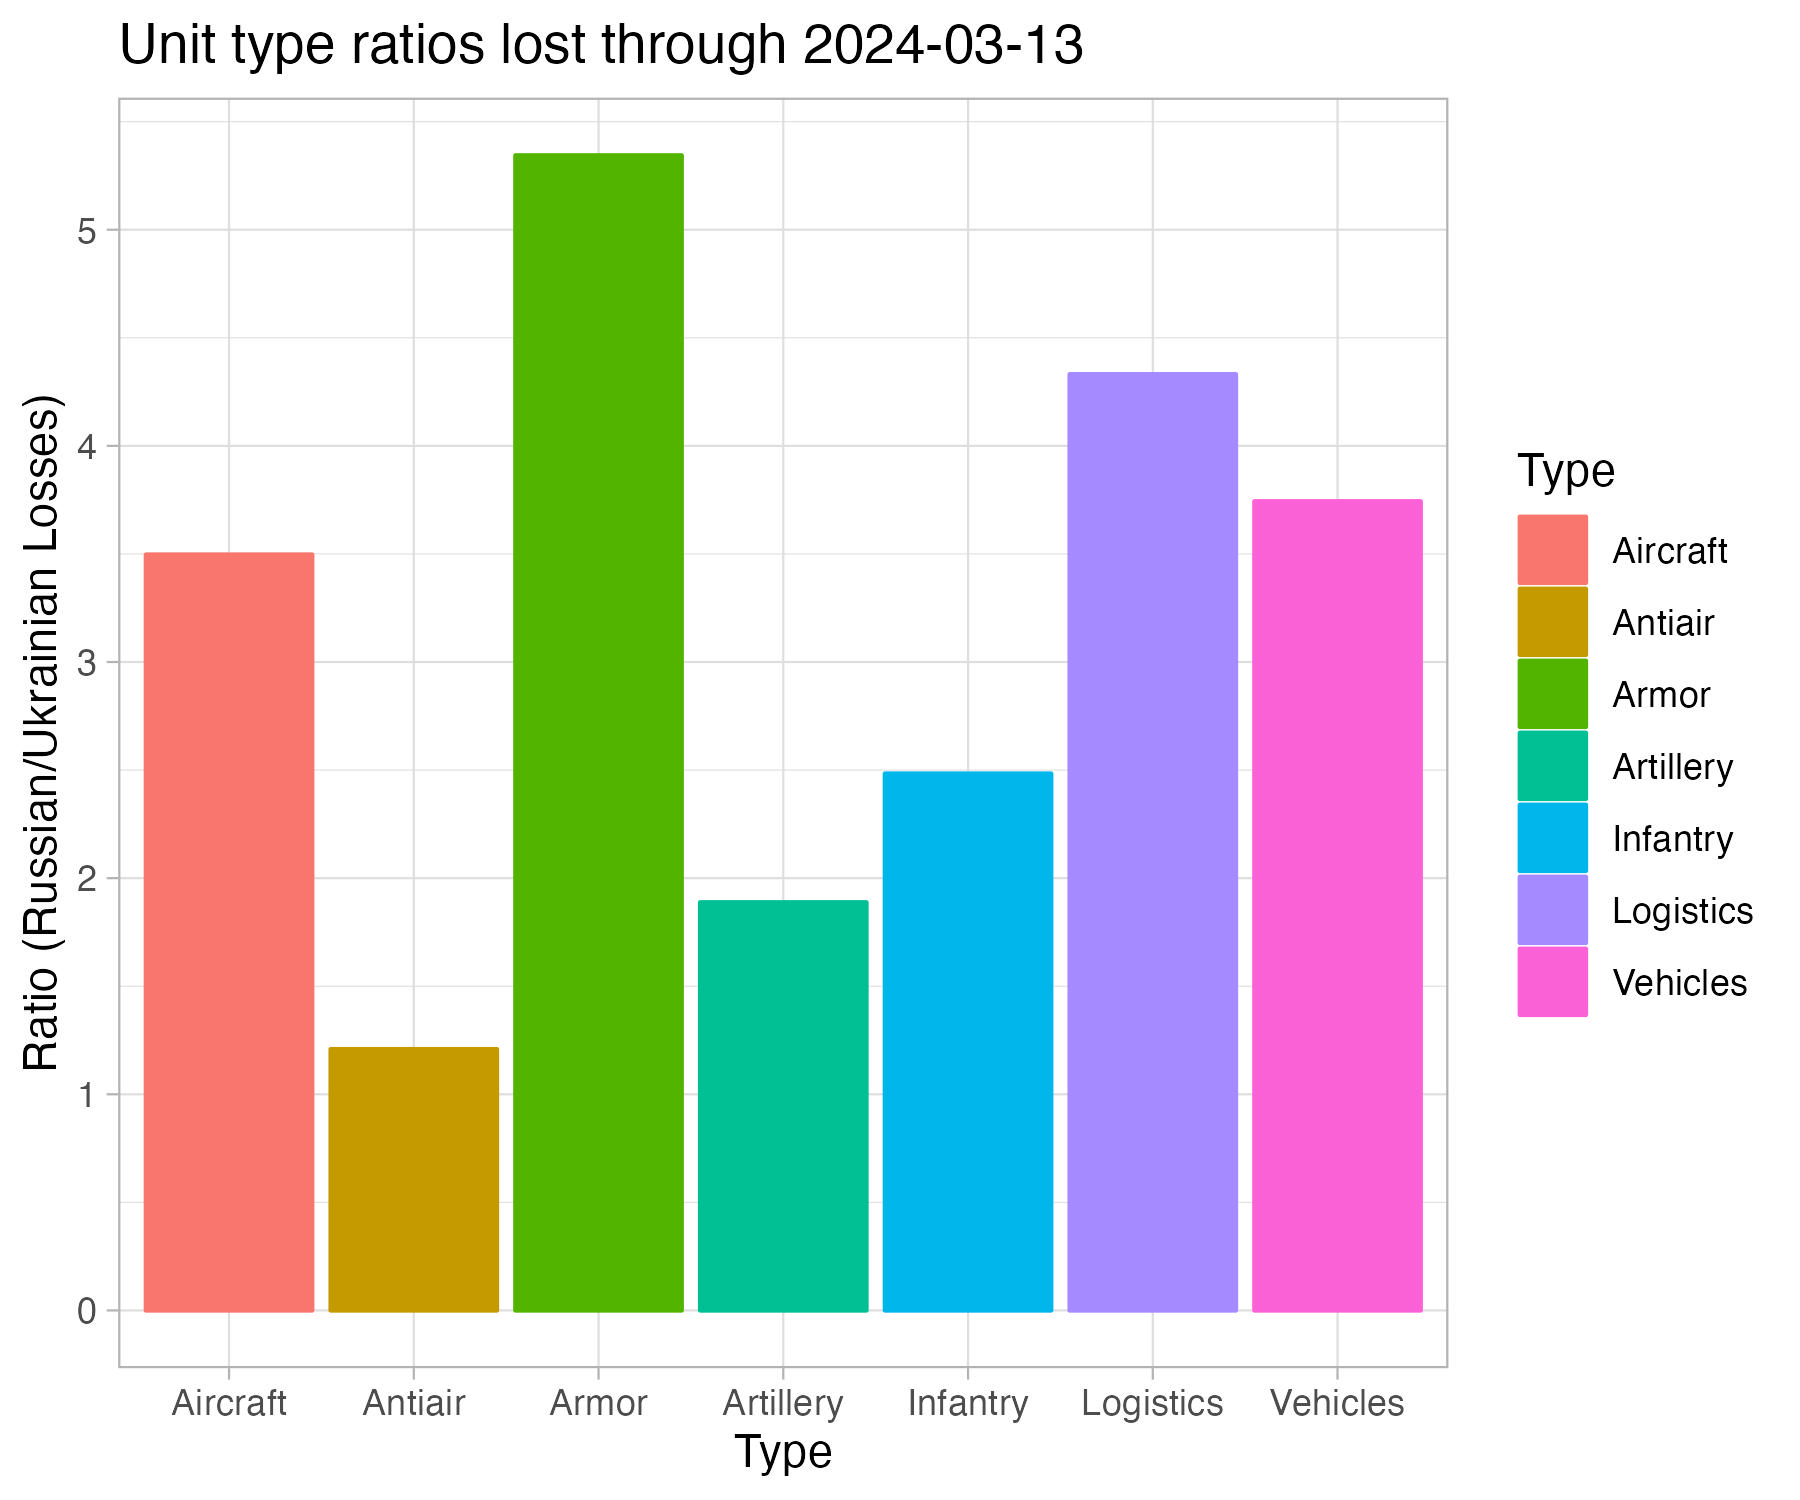 Unit type ratios lost through 2024-03-13
Ratio (Russian/Ukrainian Losses)
5
4
3
2
1
0
Aircraft Antiair Armor Artillery Infantry Logistics Vehicles
Type
Type
Aircraft
Antiair
Armor
Artillery
Infantry
Logistics
Vehicles